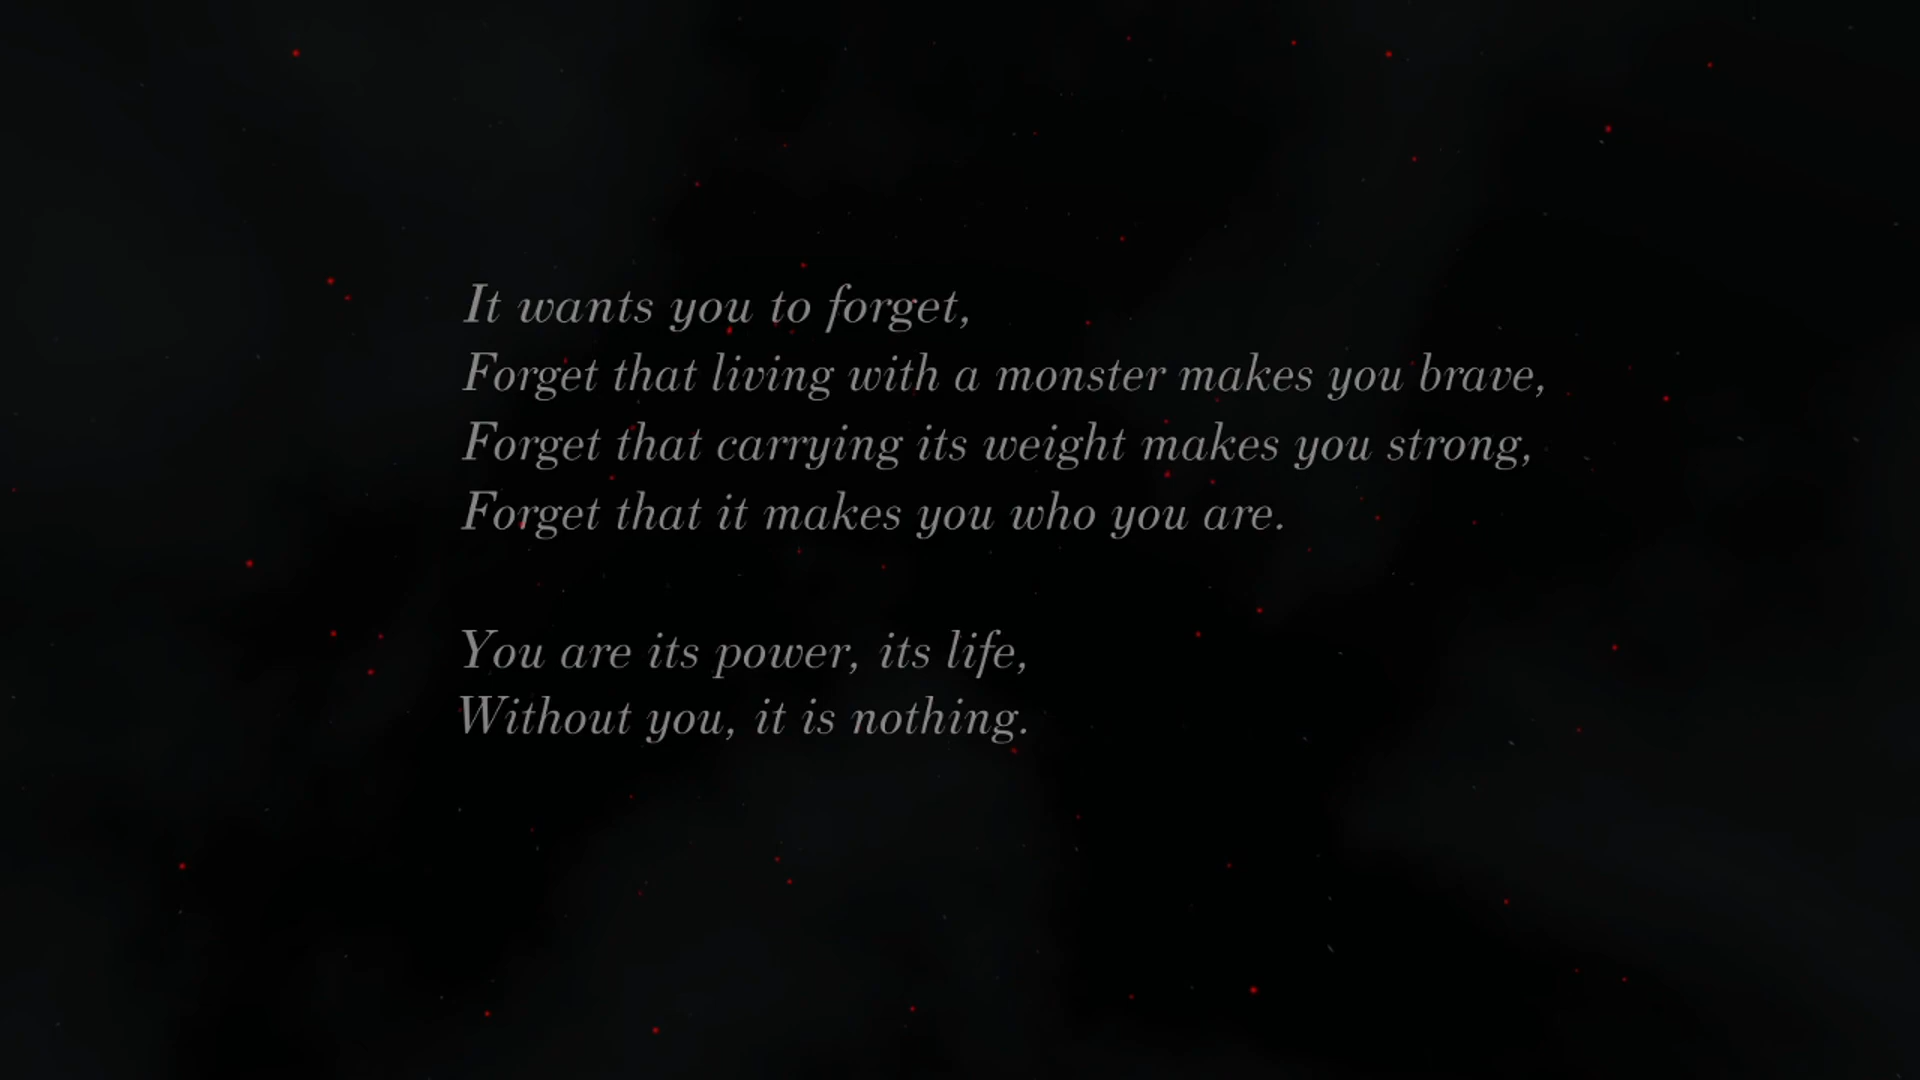 It wants you to forget,
Forget that living with a monster makes you brave,
Forget that carrying its weight makes you strong,
Forget that it makes you who you are.
You are its power, its life,
Without you, it is nothing.